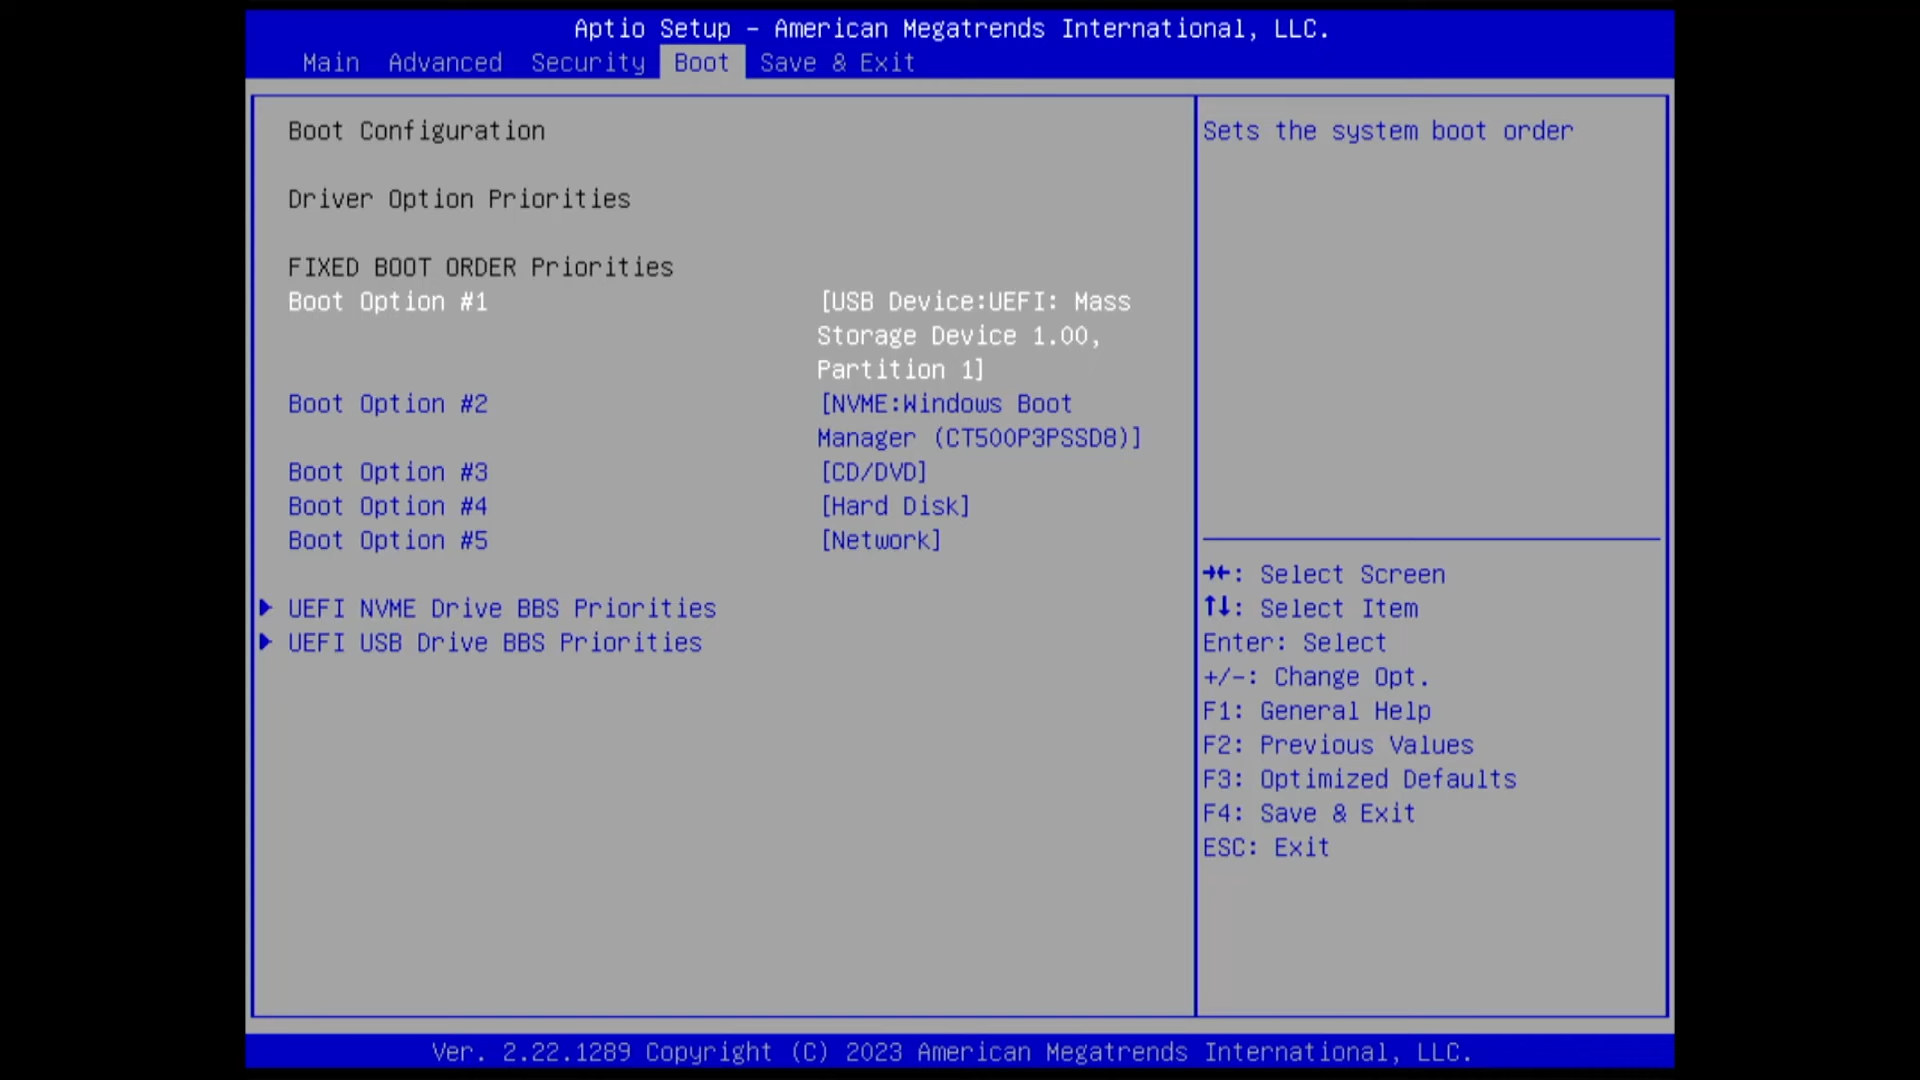 Aptio Setup – American Megatrends International, LLC.
Main Advanced Security Boot Save & Exit
Boot Configuration
Driver Option Priorities
FIXED BOOT ORDER Priorities
Boot Option #1 [USB Device:UEFI: Mass
Storage Device 1.00,
Partition 1]
Boot Option #2 [NVME:Windows Boot
Manager (CT500P3PSSD8)]
Boot Option #3 [CD/DVD]
Boot Option #4 [Hard Disk]
Boot Option #5 [Network]
UEFI NVME Drive BBS Priorities
UEFI USB Drive BBS Priorities
Sets the system boot order
→←: Select Screen
↑↓: Select Item
Enter: Select
+/-: Change Opt.
F1: General Help
F2: Previous Values
F3: Optimized Defaults
F4: Save & Exit
ESC: Exit
Ver. 2.22.1289 Copyright (C) 2023 American Megatrends International, LLC.